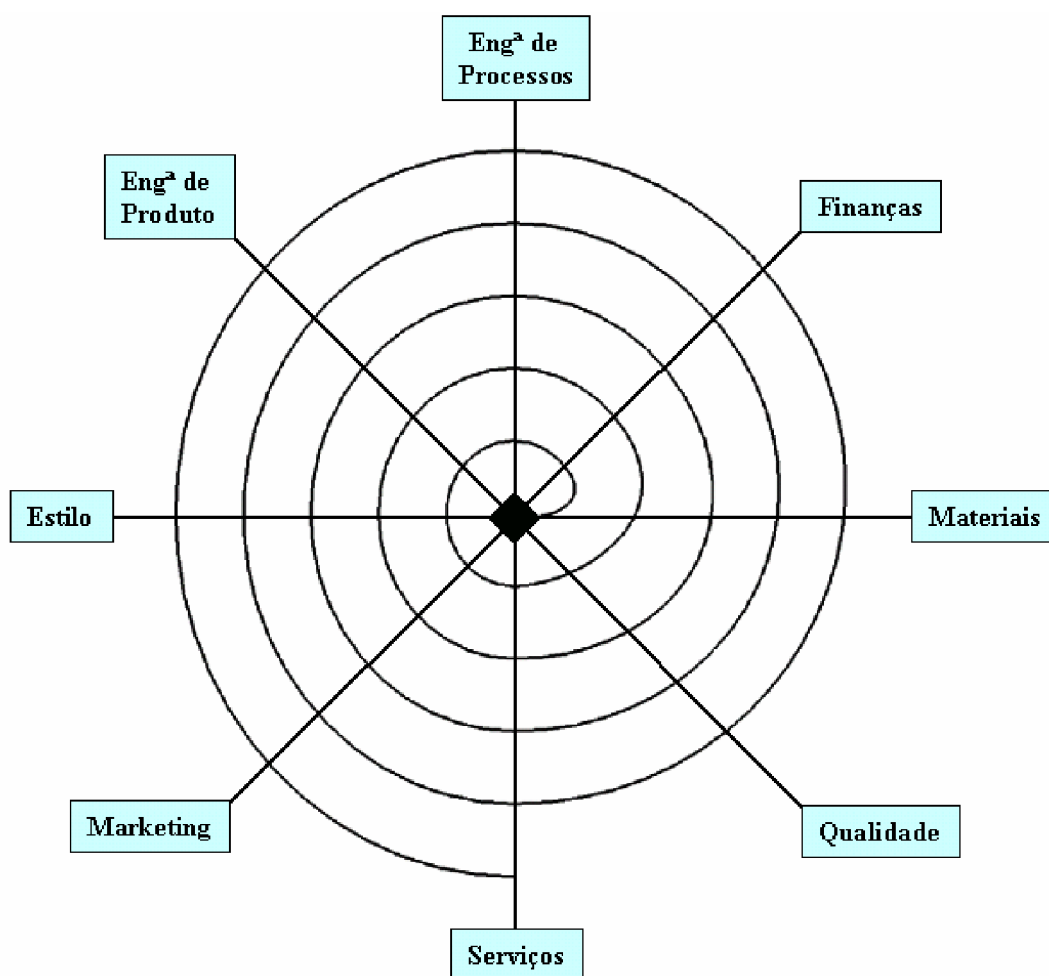 Engª de
Processos
Engª de
Produto
Finanças
Estilo
Materiais
Marketing
Qualidade
Serviços